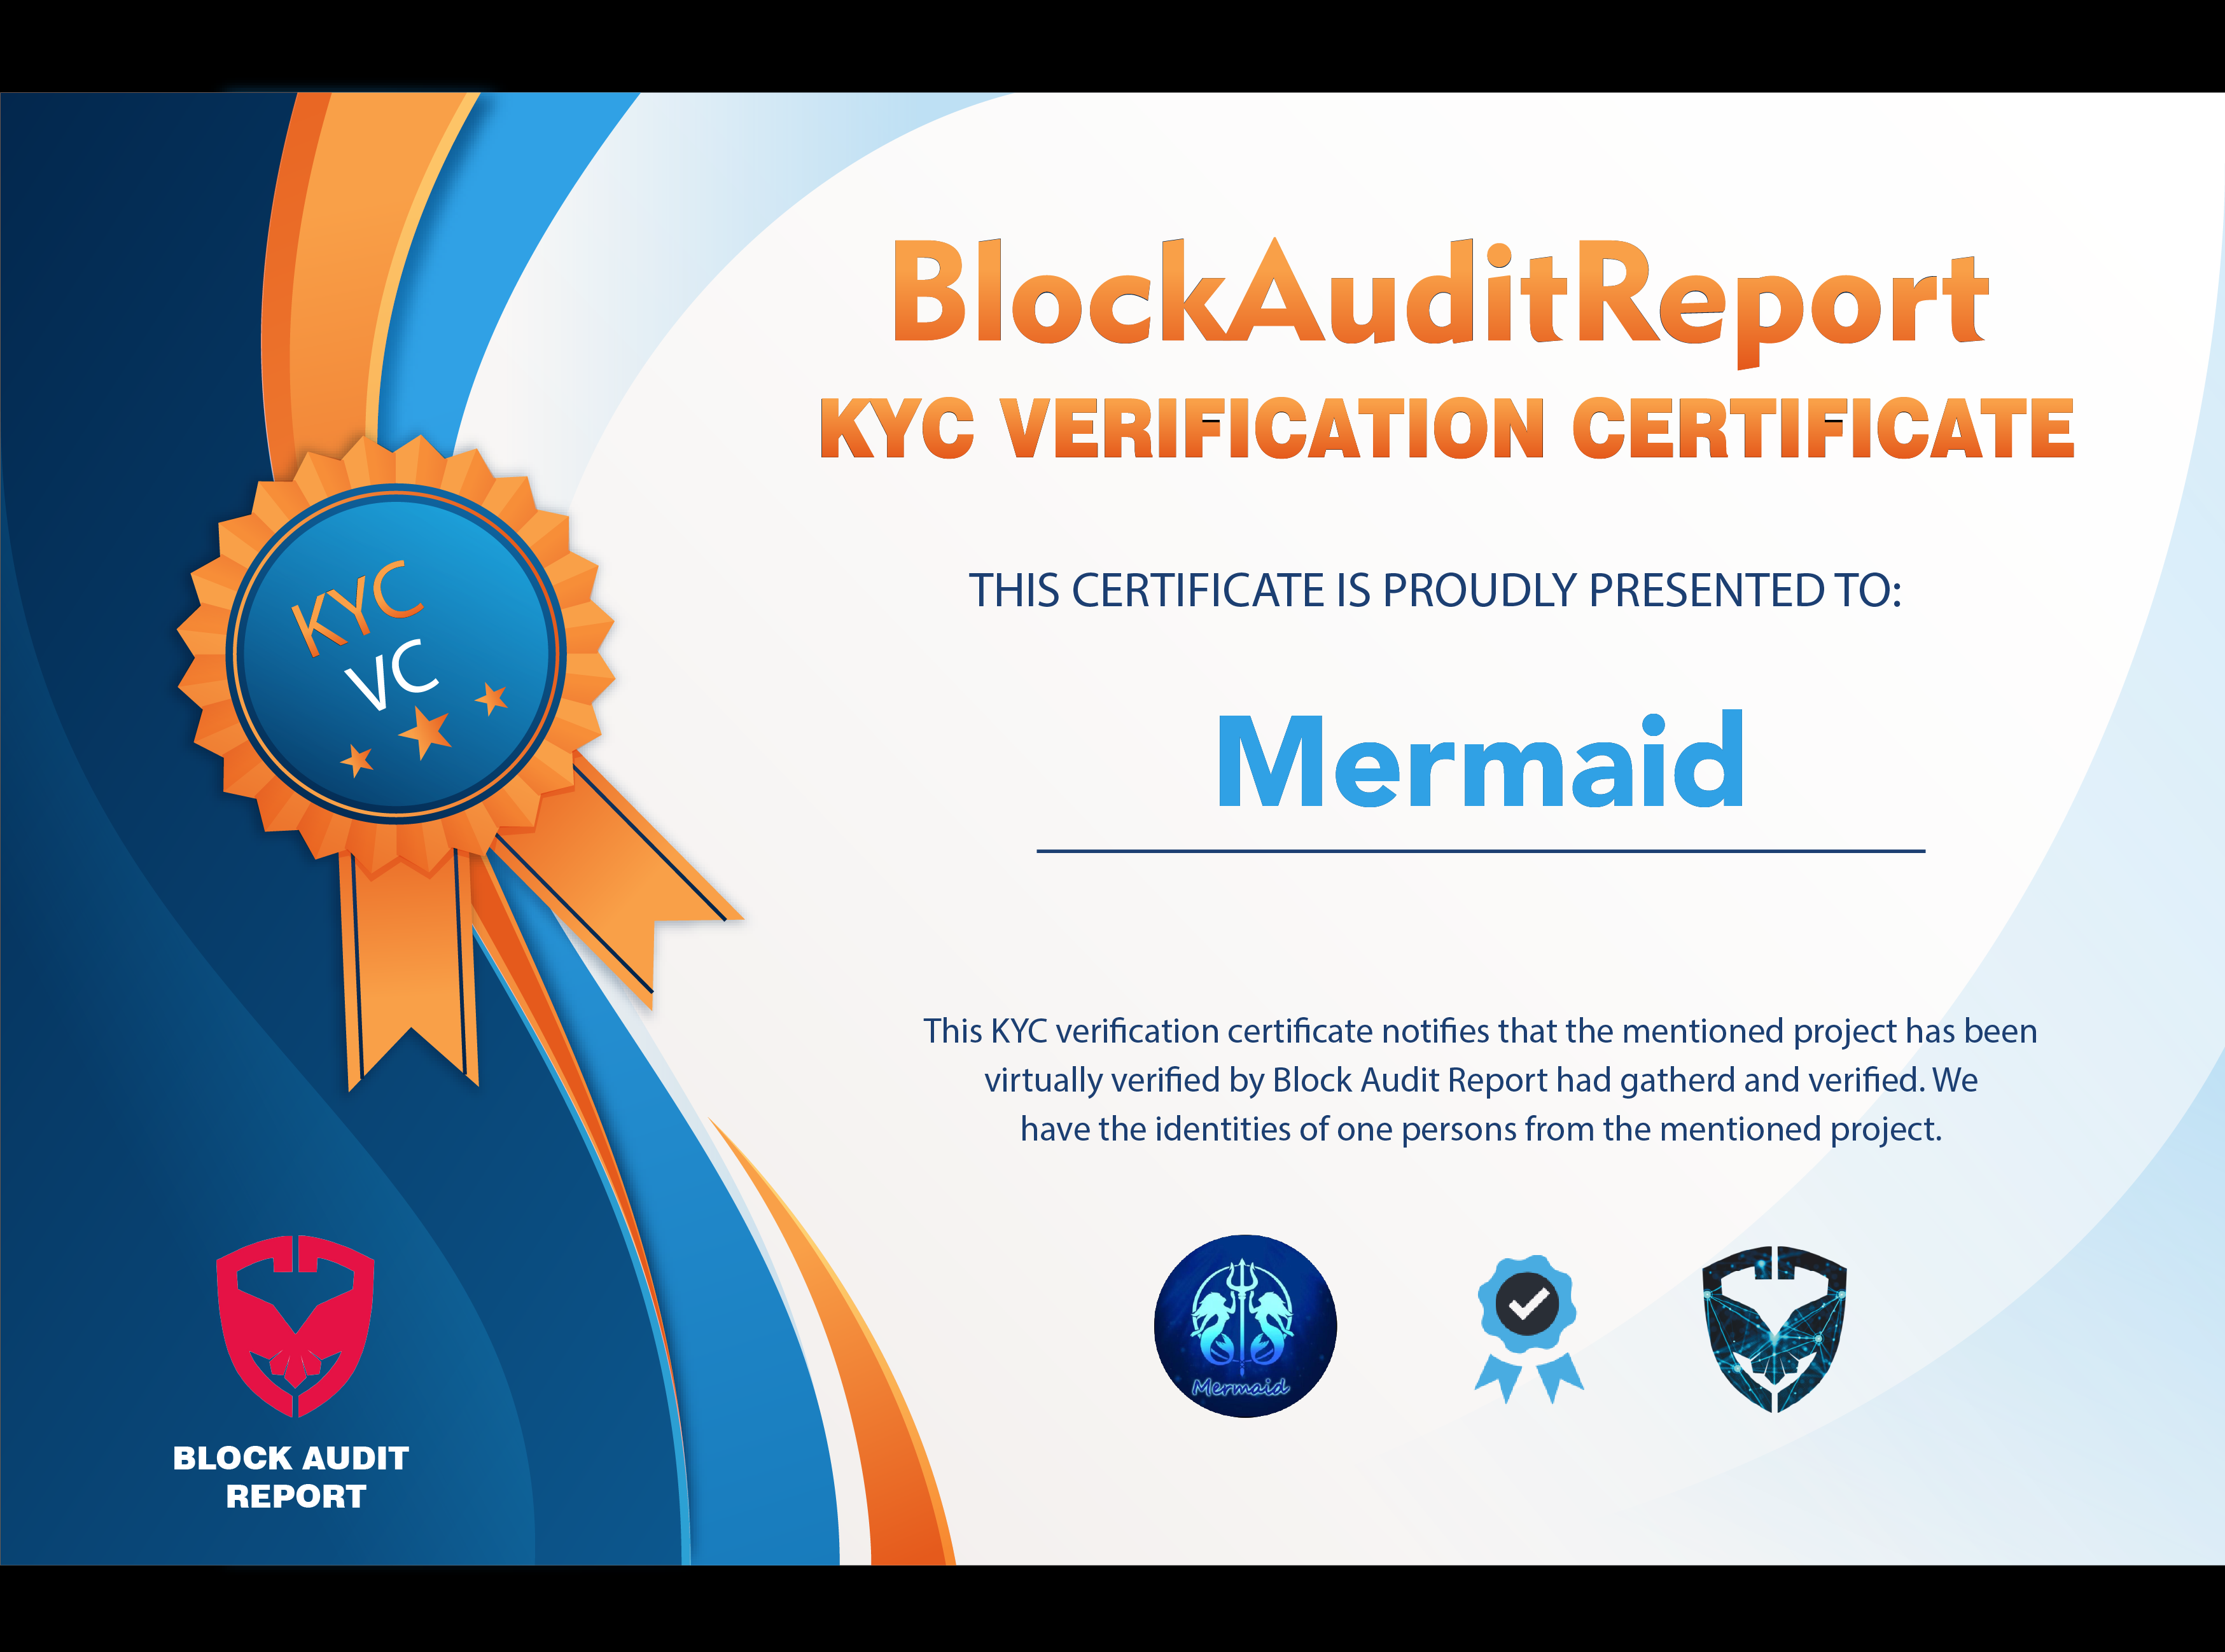 BlockAuditReport
KYC VERIFICATION CERTIFICATE
THIS CERTIFICATE IS PROUDLY PRESENTED TO:
KYC
VC
Mermaid
This KYC verification certificate notifies that the mentioned project has been
virtually verified by Block Audit Report had gatherd and verified. We
have the identities of one persons from the mentioned project.
Mermaid
BLOCK AUDIT
REPORT